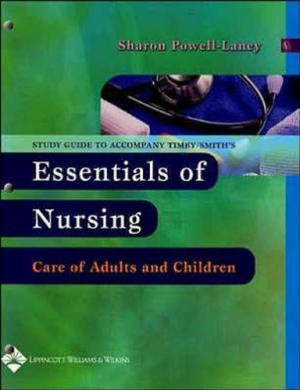 Sharon Powell-Laney
STUDY GUIDE TO ACCOMPANY TIMBY/SMITH'S
Essentials of
Nursing
Care of Adults and Children
LIPPINCOTT WILLIAMS & WILKINS